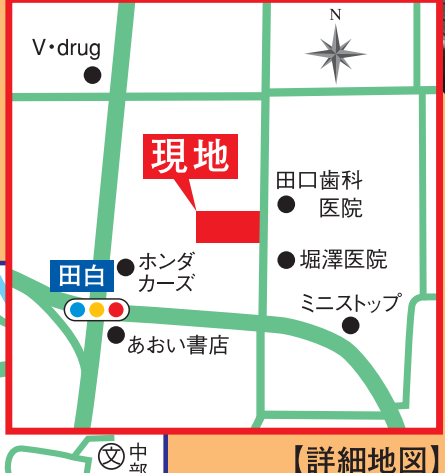 N
V・drug
現地
田口歯科
医院
堀澤医院
ホンダ
カーズ
田白
ミニストップ
あおい書店
文
中
部
【詳細地図】